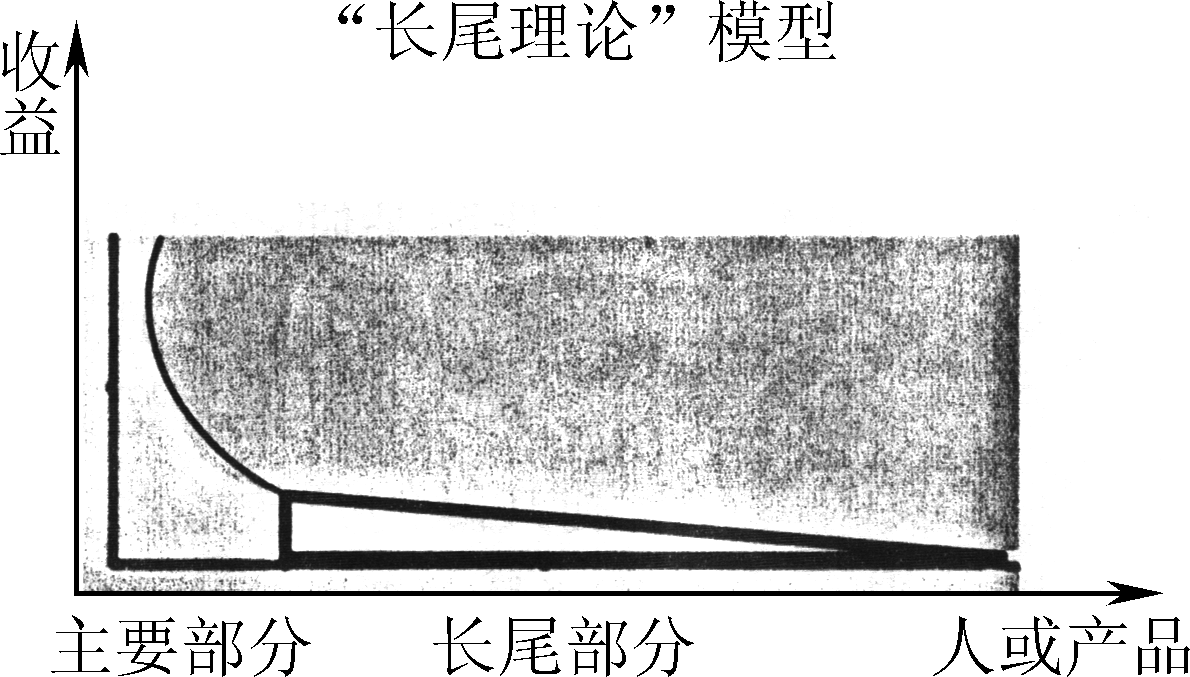 “长尾理论”模型
收益
主要部分
长尾部分
人或产品